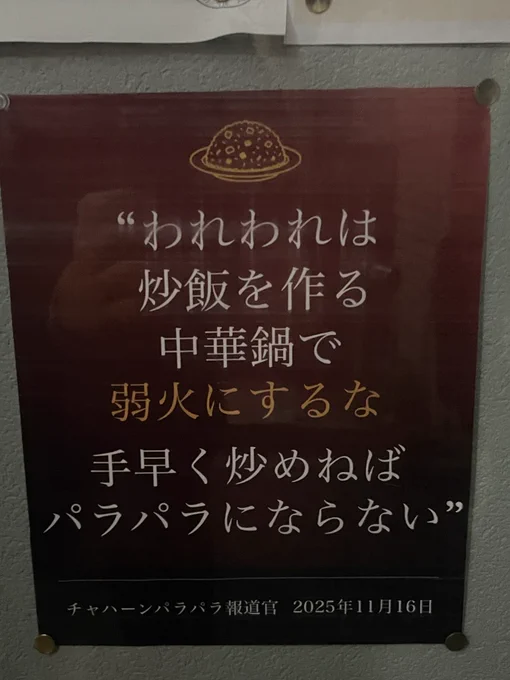 “われわれは
炒飯を作る
中華鍋で
弱火にするな
手早く炒めねば
パラパラにならない”
チャハーンパラパラ報道官 2025年11月16日